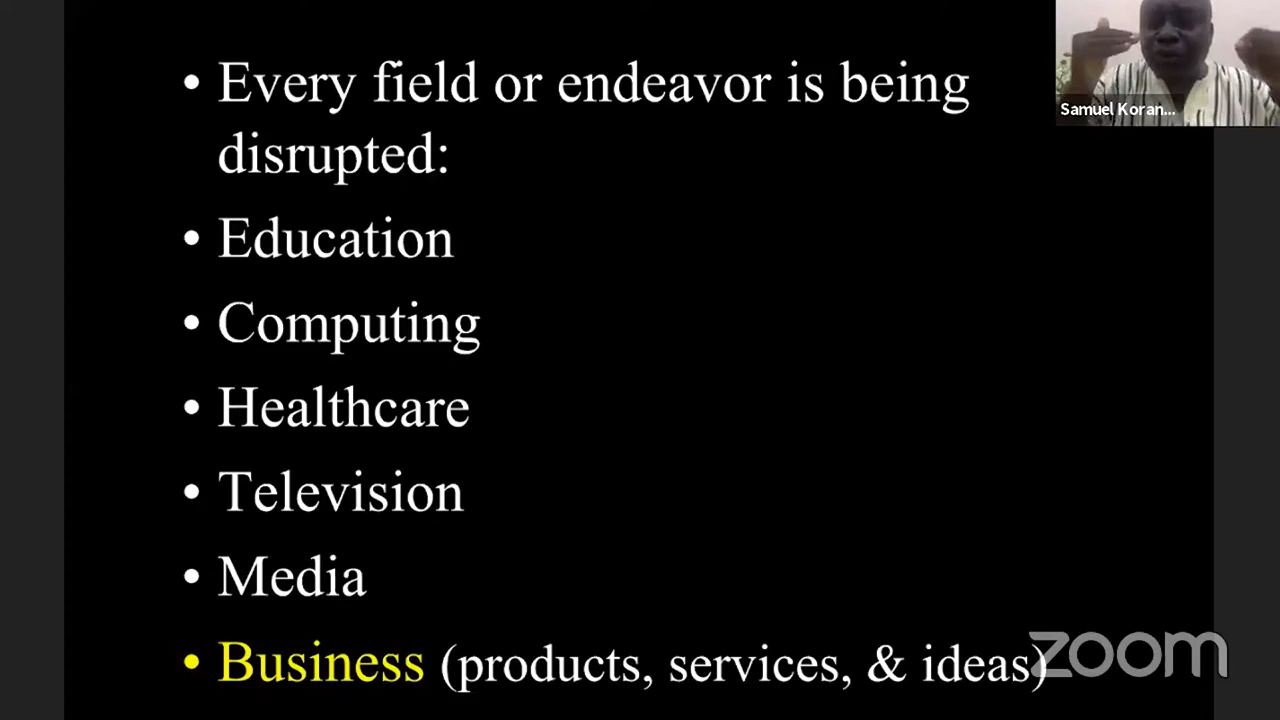 • Every field or endeavor is being
disrupted:
• Education
• Computing
• Healthcare
• Television
• Media
• Business (products, services, & ideas)
Samuel Koran...
zoom